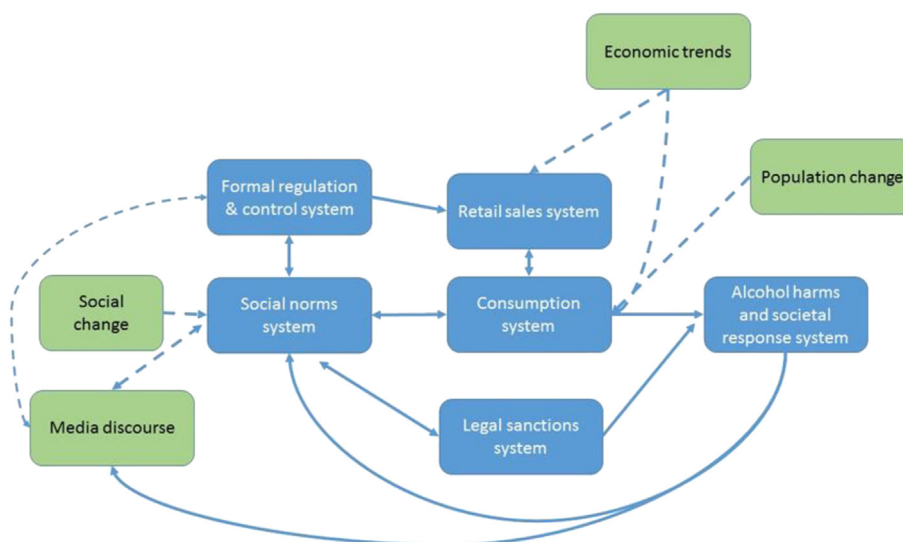 Economic trends
Population change
Formal regulation
& control system
Retail sales system
Social
change
Social norms
system
Consumption
system
Alcohol harms
and societal
response system
Media discourse
Legal sanctions
system